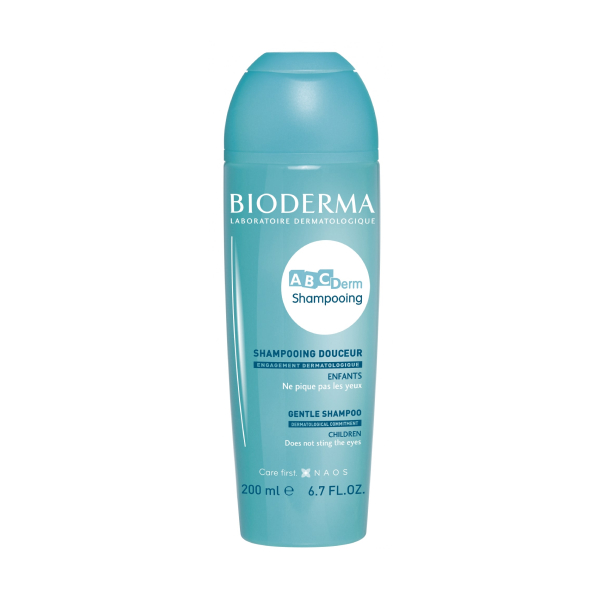 BIODERMA
LABORATOIRE DERMATOLOGIQUE
ABCDerm
Shampooing
SHAMPOOING DOUCEUR
ENGAGEMENT DERMATOLOGIQUE
ENFANTS
Ne pique pas les yeux
GENTLE SHAMPOO
DERMATOLOGICAL COMMITMENT
CHILDREN
Does not sting the eyes
Care first. NAOS
200 ml e 6.7 FL.OZ.